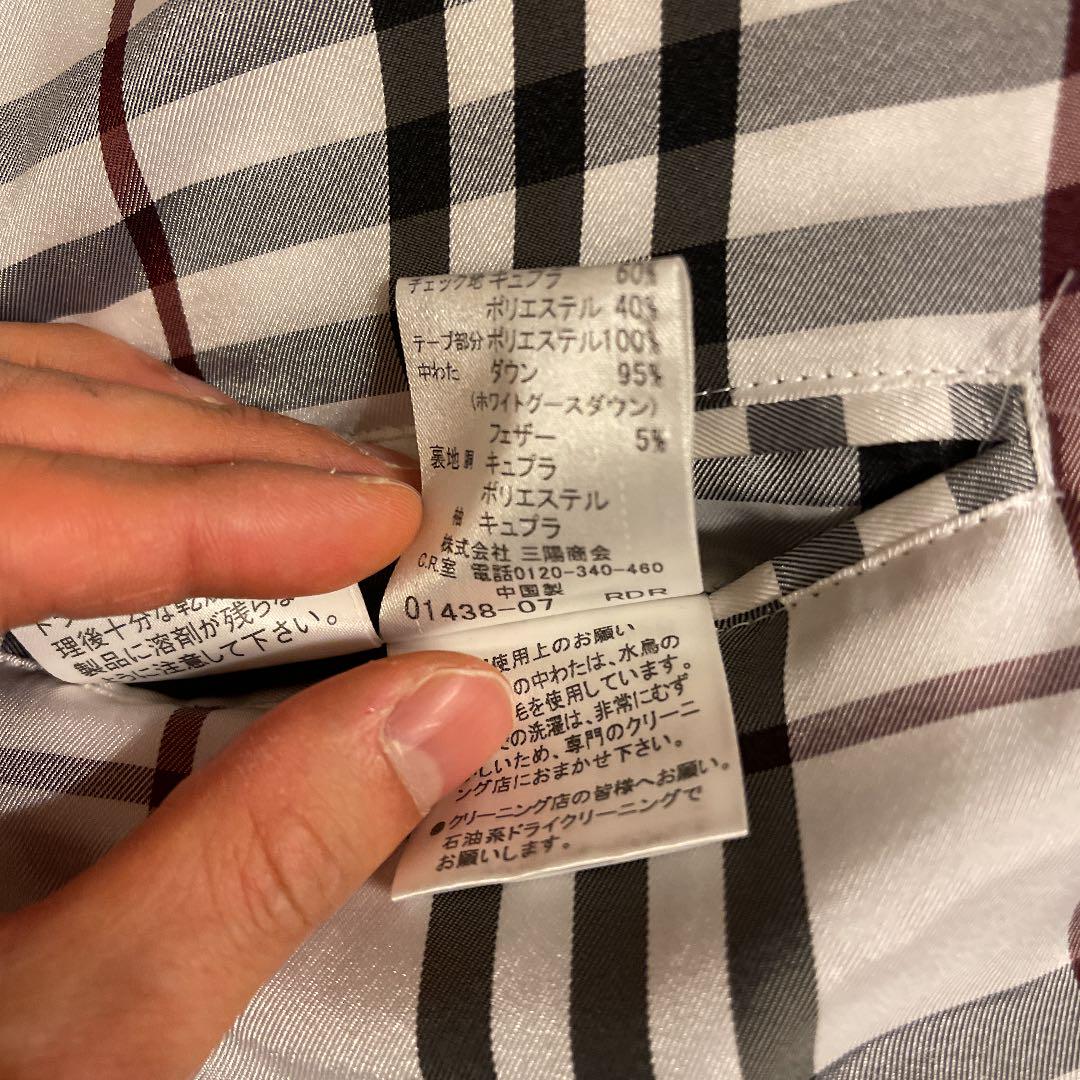 チェック地 キュプラ 60%
ポリエステル 40%
テープ部分 ポリエステル100%
中わた ダウン 95%
(ホワイトグースダウン)
フェザー 5%
裏地 胴 キュプラ
ポリエステル
袖 キュプラ
株式会社 三陽商会
C.R.室 電話0120-340-460
中国製
01438-07 RDR
理後十分な乾
製品に溶剤が残らな
ように注意して下さい。
使用上のお願い
の中わたは、水鳥の
毛を使用しています。
の洗濯は、非常にむず
しいため、専門のクリーニ
ング店におまかせ下さい。
●クリーニング店の皆様へお願い。
石油系ドライクリーニングで
お願いします。